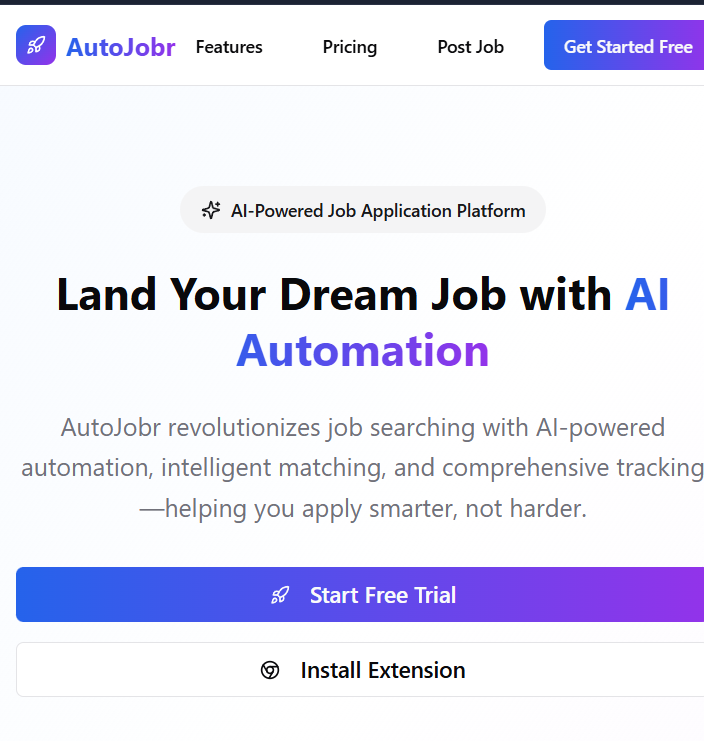 AutoJobr Features Pricing Post Job Get Started Free
AI-Powered Job Application Platform
Land Your Dream Job with AI
Automation
AutoJobr revolutionizes job searching with AI-powered
automation, intelligent matching, and comprehensive tracking
—helping you apply smarter, not harder.
Start Free Trial
Install Extension